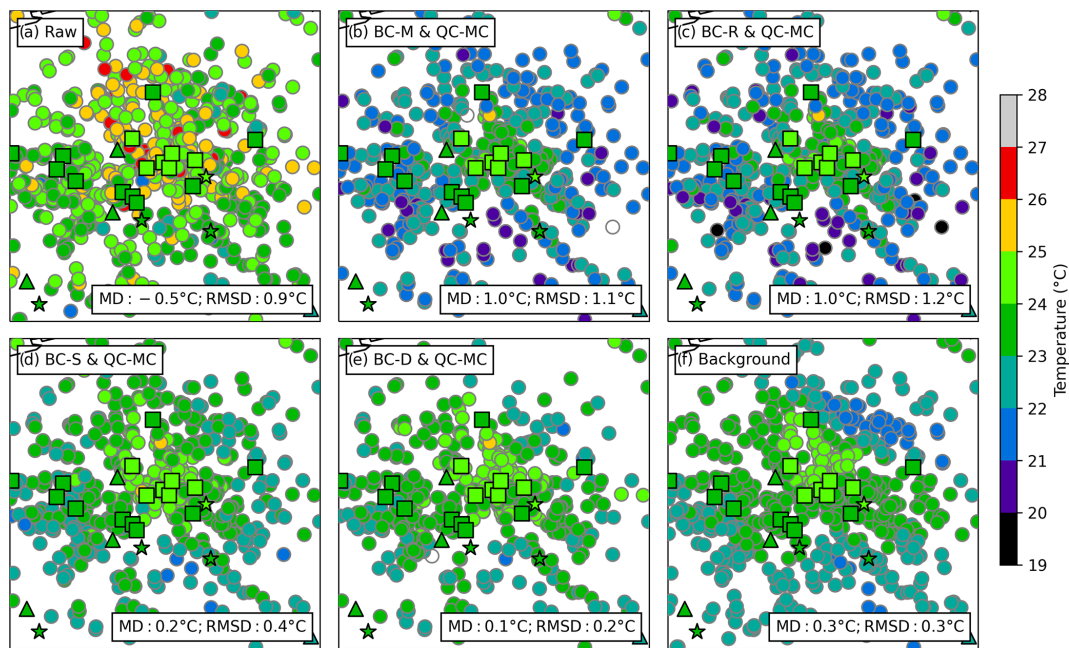 (a) Raw
(b) BC-M & QC-MC
(c) BC-R & QC-MC
MD: −0.5°C; RMSD: 0.9°C
MD: 1.0°C; RMSD: 1.1°C
MD: 1.0°C; RMSD: 1.2°C
(d) BC-S & QC-MC
(e) BC-D & QC-MC
(f) Background
MD: 0.2°C; RMSD: 0.4°C
MD: 0.1°C; RMSD: 0.2°C
MD: 0.3°C; RMSD: 0.3°C
28
27
26
25
24
23
22
21
20
19
Temperature (°C)